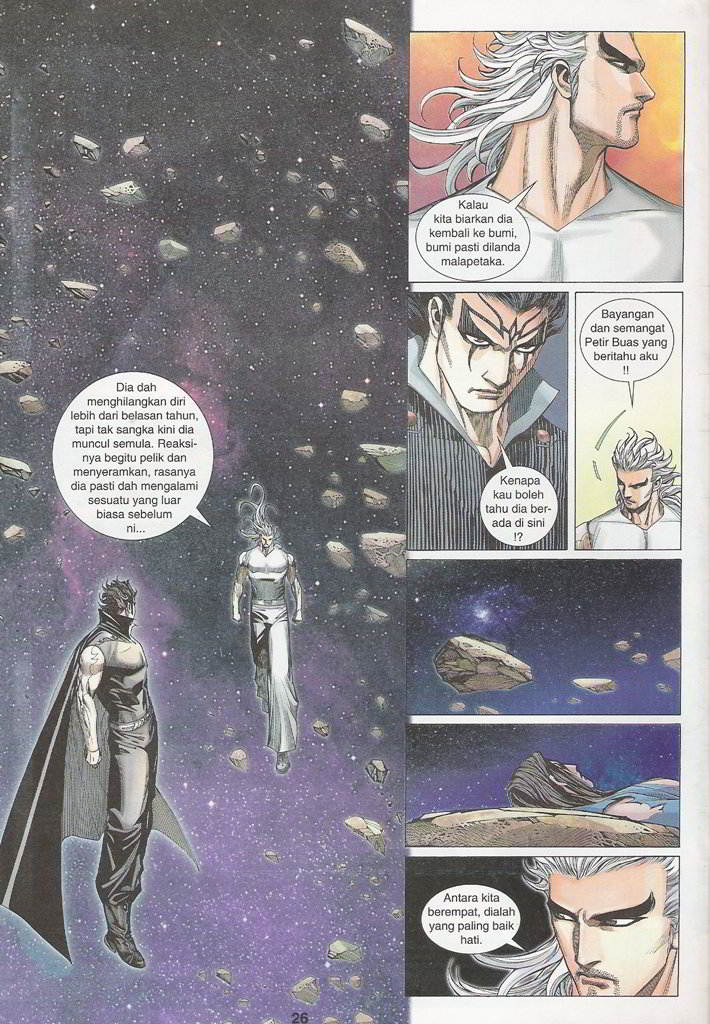 Dia dah
menghilangkan diri
lebih dari belasan tahun,
tapi tak sangka kini dia
muncul semula. Reaksi-
nya begitu pelik dan
menyeramkan, rasanya
dia pasti dah mengalami
sesuatu yang luar
biasa sebelum
ni...
Kalau
kita biarkan dia
kembali ke bumi,
bumi pasti dilanda
malapetaka.
Kenapa
kau boleh
tahu dia ber-
ada di sini
!?
Bayangan
dan semangat
Petir Buas yang
beritahu aku
!!
Antara kita
berempat, dialah
yang paling baik
hati.
26